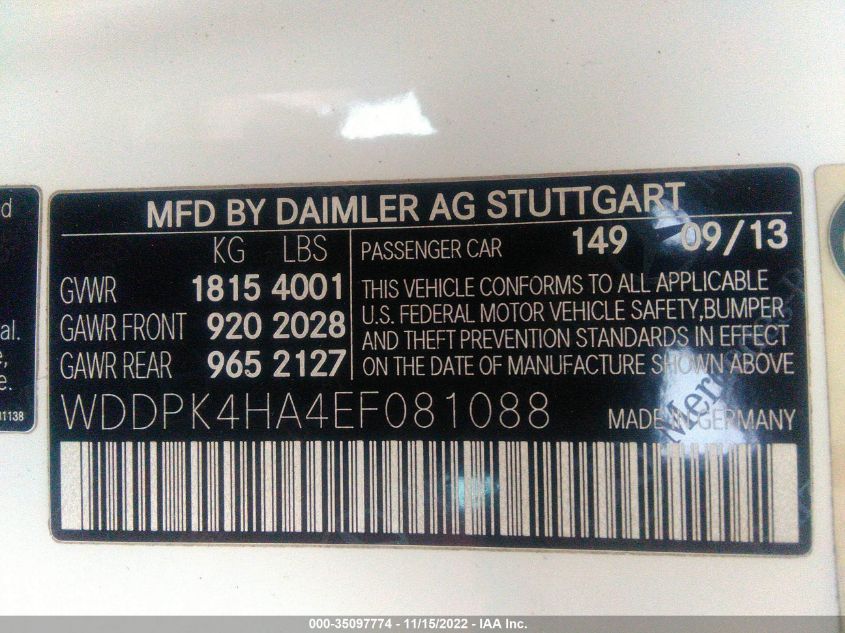 MFD BY DAIMLER AG STUTTGART
KG LBS
GVWR 1815 4001
GAWR FRONT 920 2028
GAWR REAR 965 2127
PASSENGER CAR 149 09/13
THIS VEHICLE CONFORMS TO ALL APPLICABLE
U.S. FEDERAL MOTOR VEHICLE SAFETY,BUMPER
AND THEFT PREVENTION STANDARDS IN EFFECT
ON THE DATE OF MANUFACTURE SHOWN ABOVE
WDDPK4HA4EF081088 MADE IN GERMANY
000-35097774 - 11/15/2022 - IAA Inc.